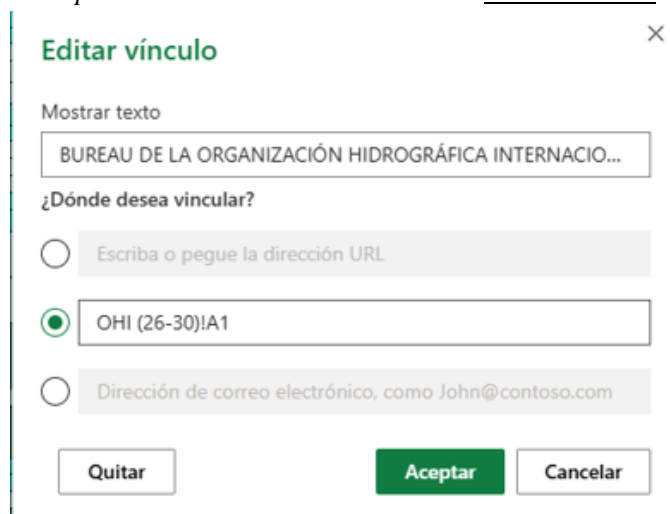 Editar vínculo
Mostrar texto
BUREAU DE LA ORGANIZACIÓN HIDROGRÁFICA INTERNACIO...
¿Dónde desea vincular?
Escriba o pegue la dirección URL
OHI (26-30)!A1
Dirección de correo electrónico, como John@contoso.com
Quitar
Aceptar
Cancelar